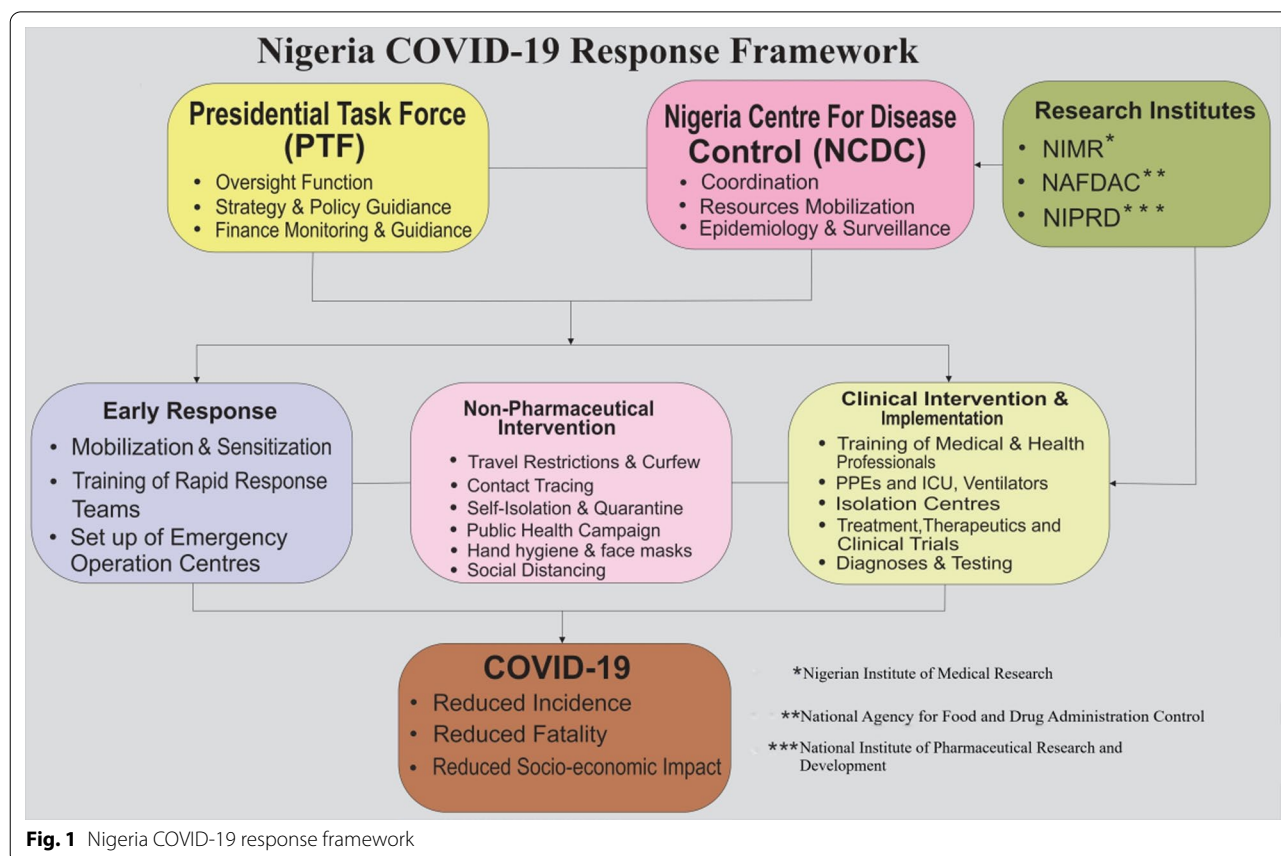 Nigeria COVID-19 Response Framework
Presidential Task Force
(PTF)
• Oversight Function
• Strategy & Policy Guidiance
• Finance Monitoring & Guidance
Nigeria Centre For Disease
Control (NCDC)
• Coordination
• Resources Mobilization
• Epidemiology & Surveillance
Research Institutes
• NIMR*
• NAFDAC**
• NIPRD***
Early Response
• Mobilization & Sensitization
• Training of Rapid Response
Teams
• Set up of Emergency
Operation Centres
Non-Pharmaceutical
Intervention
• Travel Restrictions & Curfew
• Contact Tracing
• Self-Isolation & Quarantine
• Public Health Campaign
• Hand hygiene & face masks
• Social Distancing
Clinical Intervention &
Implementation
• Training of Medical & Health
Professionals
• PPEs and ICU, Ventilators
• Isolation Centres
• Treatment,Therapeutics and
Clinical Trials
• Diagnoses & Testing
COVID-19
• Reduced Incidence
• Reduced Fatality
• Reduced Socio-economic Impact
*Nigerian Institute of Medical Research
**National Agency for Food and Drug Administration Control
***National Institute of Pharmaceutical Research and
Development
Fig. 1 Nigeria COVID-19 response framework